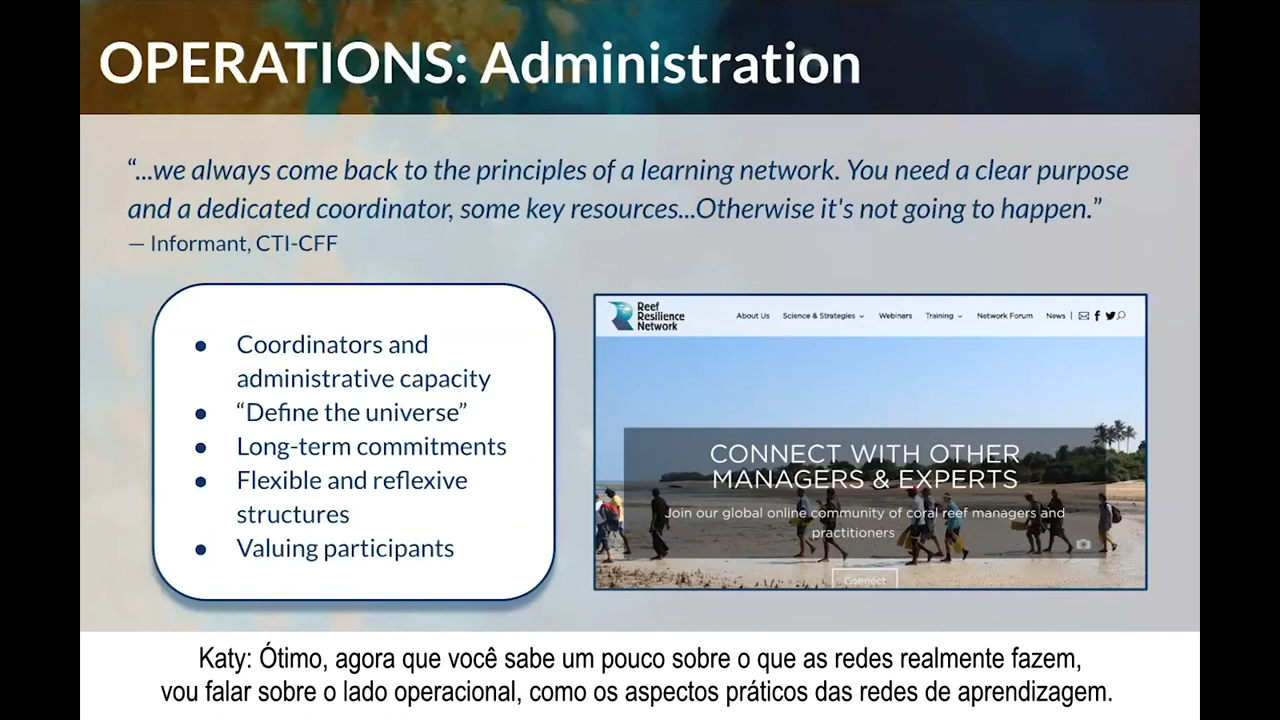 OPERATIONS: Administration
“...we always come back to the principles of a learning network. You need a clear purpose
and a dedicated coordinator, some key resources...Otherwise it's not going to happen.”
— Informant, CTI-CFF
● Coordinators and
administrative capacity
● “Define the universe”
● Long-term commitments
● Flexible and reflexive
structures
● Valuing participants
Reef
Resilience
Network
About Us Science & Strategies Webinars Training Network Forum News |
CONNECT WITH OTHER
MANAGERS & EXPERTS
Join our global online community of coral reef managers and
practitioners
Connect
Katy: Ótimo, agora que você sabe um pouco sobre o que as redes realmente fazem,
vou falar sobre o lado operacional, como os aspectos práticos das redes de aprendizagem.